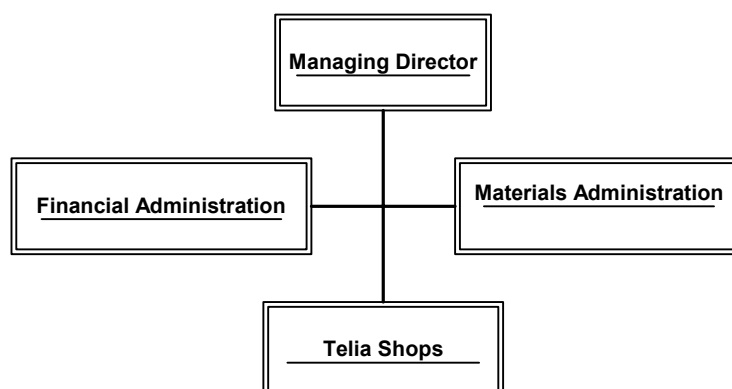 Managing Director
Financial Administration
Materials Administration
Telia Shops